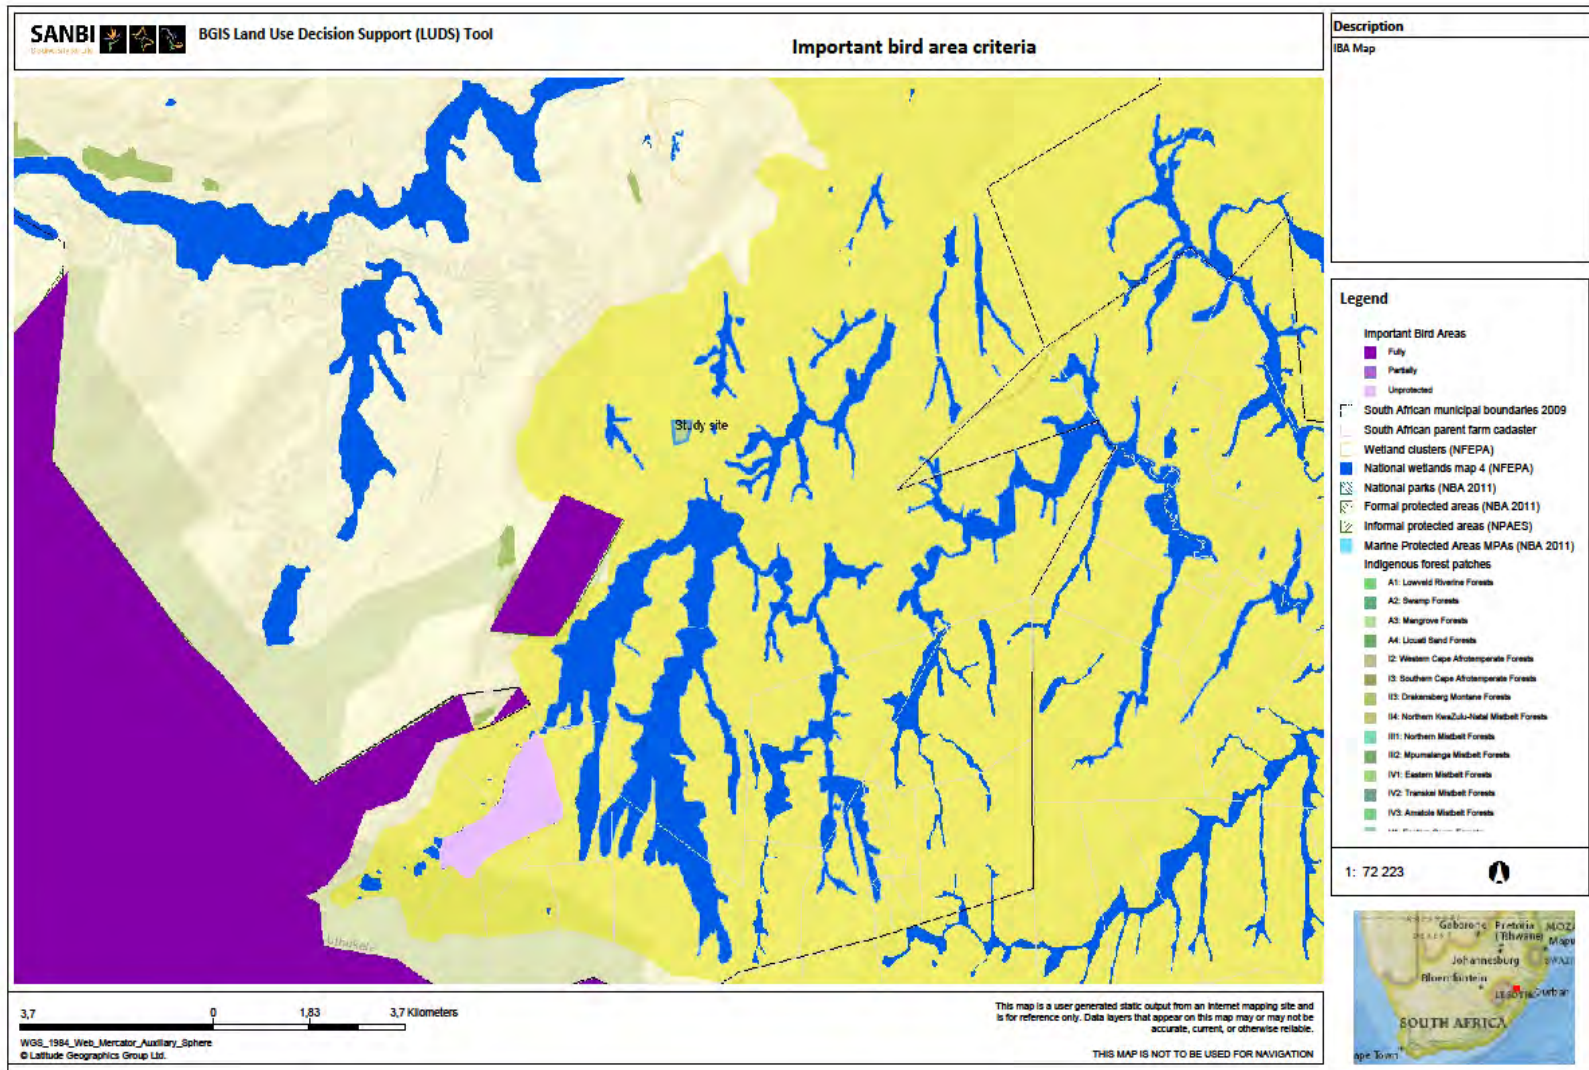 SANBI
BGIS Land Use Decision Support (LUDS) Tool
Important bird area criteria
Description
IBA Map
Study site
uThukela
Legend
Important Bird Areas
Fully
Partially
Unprotected
South African municipal boundaries 2009
South African parent farm cadaster
Wetland clusters (NFEPA)
National wetlands map 4 (NFEPA)
National parks (NBA 2011)
Formal protected areas (NBA 2011)
Informal protected areas (NPAES)
Marine Protected Areas MPAs (NBA 2011)
Indigenous forest patches
A1: Lowveld Riverine Forests
A2: Swamp Forests
A3: Mangrove Forests
A4: Licuati Sand Forests
I2: Western Cape Afrotemperate Forests
I3: Southern Cape Afrotemperate Forests
II3: Drakensberg Montane Forests
II4: Northern KwaZulu-Natal Mistbelt Forests
III1: Northern Mistbelt Forests
III2: Mpumalanga Mistbelt Forests
IV1: Eastern Mistbelt Forests
IV2: Transkei Mistbelt Forests
IV3: Amatole Mistbelt Forests
1: 72 223
Gaborone
Pretoria
(Tshwane)
MOZ
Mapu
Johannesburg
SWAZI
Bloemfontein
LESOTHO
Durban
SOUTH AFRICA
ape Town
3,7
0
1,83
3,7 Kilometers
WGS_1984_Web_Mercator_Auxiliary_Sphere
© Latitude Geographics Group Ltd.
This map is a user generated static output from an Internet mapping site and
is for reference only. Data layers that appear on this map may or may not be
accurate, current, or otherwise reliable.
THIS MAP IS NOT TO BE USED FOR NAVIGATION